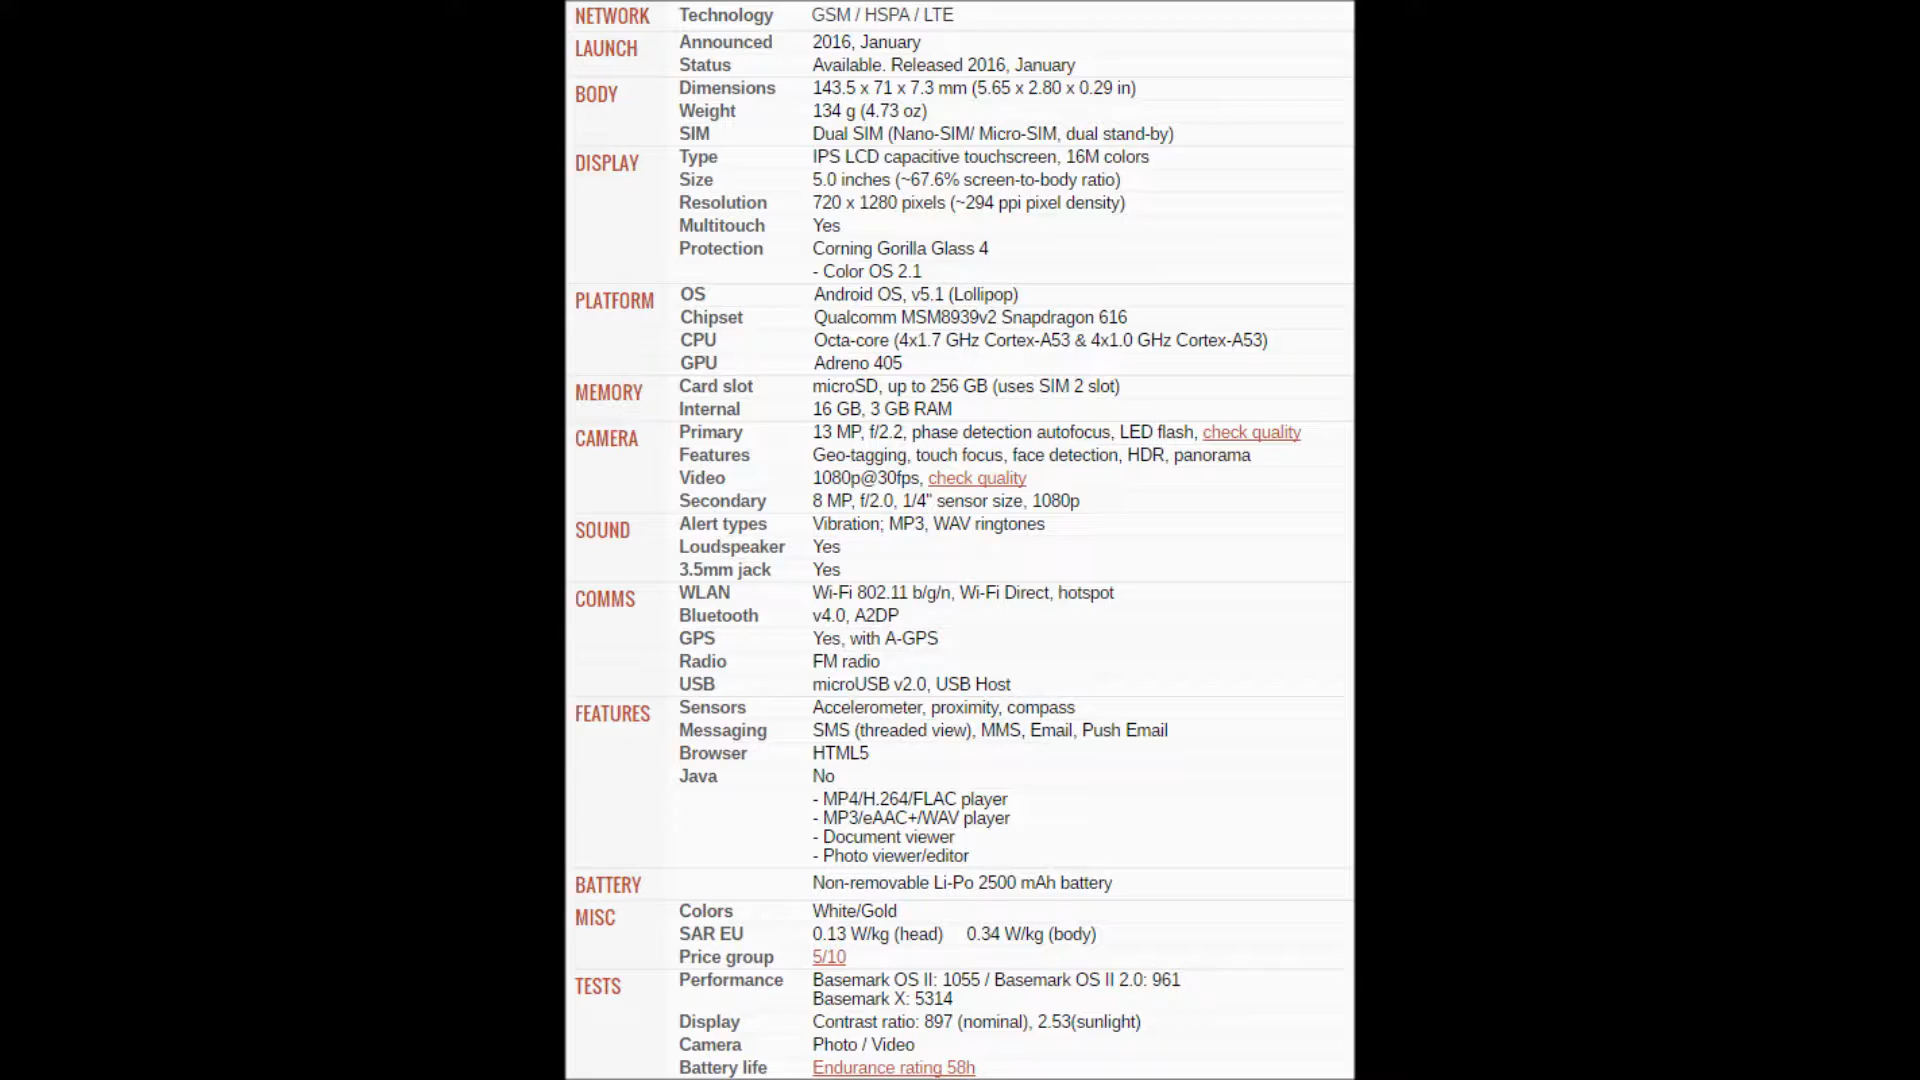 NETWORK Technology GSM / HSPA / LTE
LAUNCH Announced 2016, January
Status Available. Released 2016, January
BODY Dimensions 143.5 x 71 x 7.3 mm (5.65 x 2.80 x 0.29 in)
Weight 134 g (4.73 oz)
SIM Dual SIM (Nano-SIM/ Micro-SIM, dual stand-by)
DISPLAY Type IPS LCD capacitive touchscreen, 16M colors
Size 5.0 inches (~67.6% screen-to-body ratio)
Resolution 720 x 1280 pixels (~294 ppi pixel density)
Multitouch Yes
Protection Corning Gorilla Glass 4
- Color OS 2.1
PLATFORM OS Android OS, v5.1 (Lollipop)
Chipset Qualcomm MSM8939v2 Snapdragon 616
CPU Octa-core (4x1.7 GHz Cortex-A53 & 4x1.0 GHz Cortex-A53)
GPU Adreno 405
MEMORY Card slot microSD, up to 256 GB (uses SIM 2 slot)
Internal 16 GB, 3 GB RAM
CAMERA Primary 13 MP, f/2.2, phase detection autofocus, LED flash, check quality
Features Geo-tagging, touch focus, face detection, HDR, panorama
Video 1080p@30fps, check quality
Secondary 8 MP, f/2.0, 1/4" sensor size, 1080p
SOUND Alert types Vibration; MP3, WAV ringtones
Loudspeaker Yes
3.5mm jack Yes
COMMS WLAN Wi-Fi 802.11 b/g/n, Wi-Fi Direct, hotspot
Bluetooth v4.0, A2DP
GPS Yes, with A-GPS
Radio FM radio
USB microUSB v2.0, USB Host
FEATURES Sensors Accelerometer, proximity, compass
Messaging SMS (threaded view), MMS, Email, Push Email
Browser HTML5
Java No
- MP4/H.264/FLAC player
- MP3/eAAC+/WAV player
- Document viewer
- Photo viewer/editor
BATTERY Non-removable Li-Po 2500 mAh battery
MISC Colors White/Gold
SAR EU 0.13 W/kg (head) 0.34 W/kg (body)
Price group 5/10
TESTS Performance Basemark OS II: 1055 / Basemark OS II 2.0: 961
Basemark X: 5314
Display Contrast ratio: 897 (nominal), 2.53(sunlight)
Camera Photo / Video
Battery life Endurance rating 58h